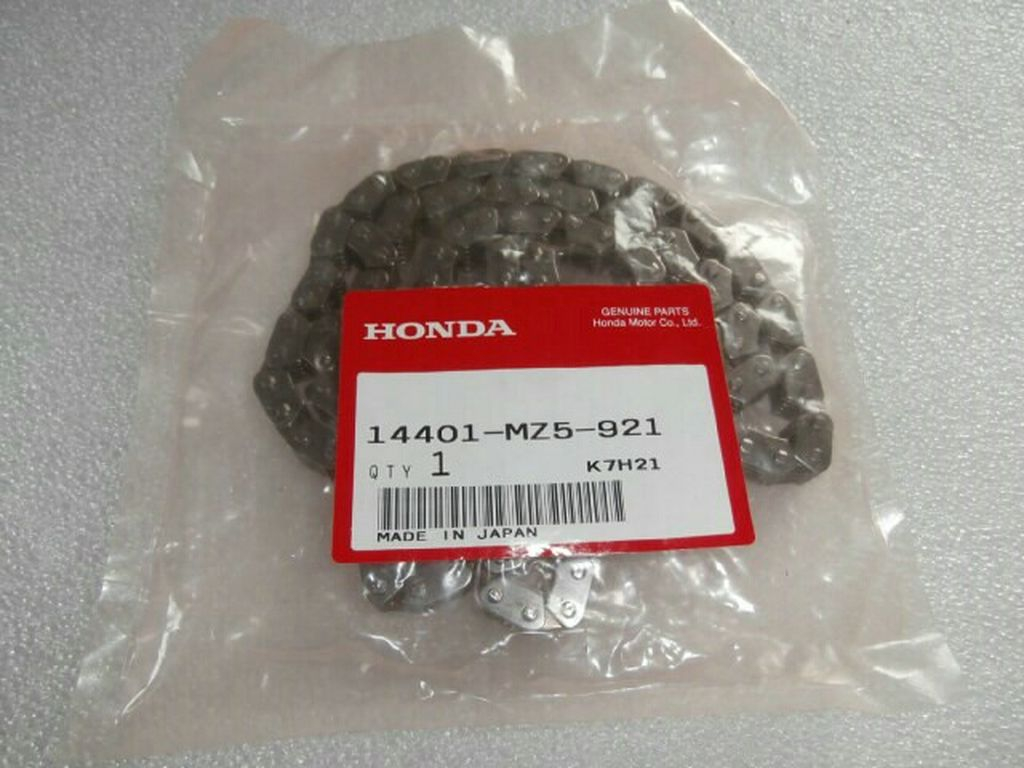 HONDA
GENUINE PARTS
Honda Motor Co., Ltd.
14401-MZ5-921
QTY 1 K7H21
MADE IN JAPAN